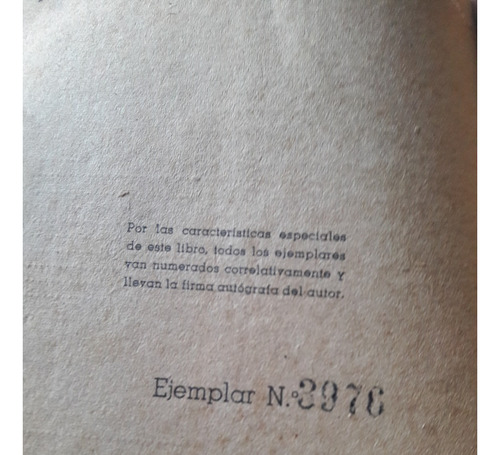 Por las características especiales
de este libro, todos los ejemplares
van numerados correlativamente y
llevan la firma autógrafa del autor.
Ejemplar N.º 3976